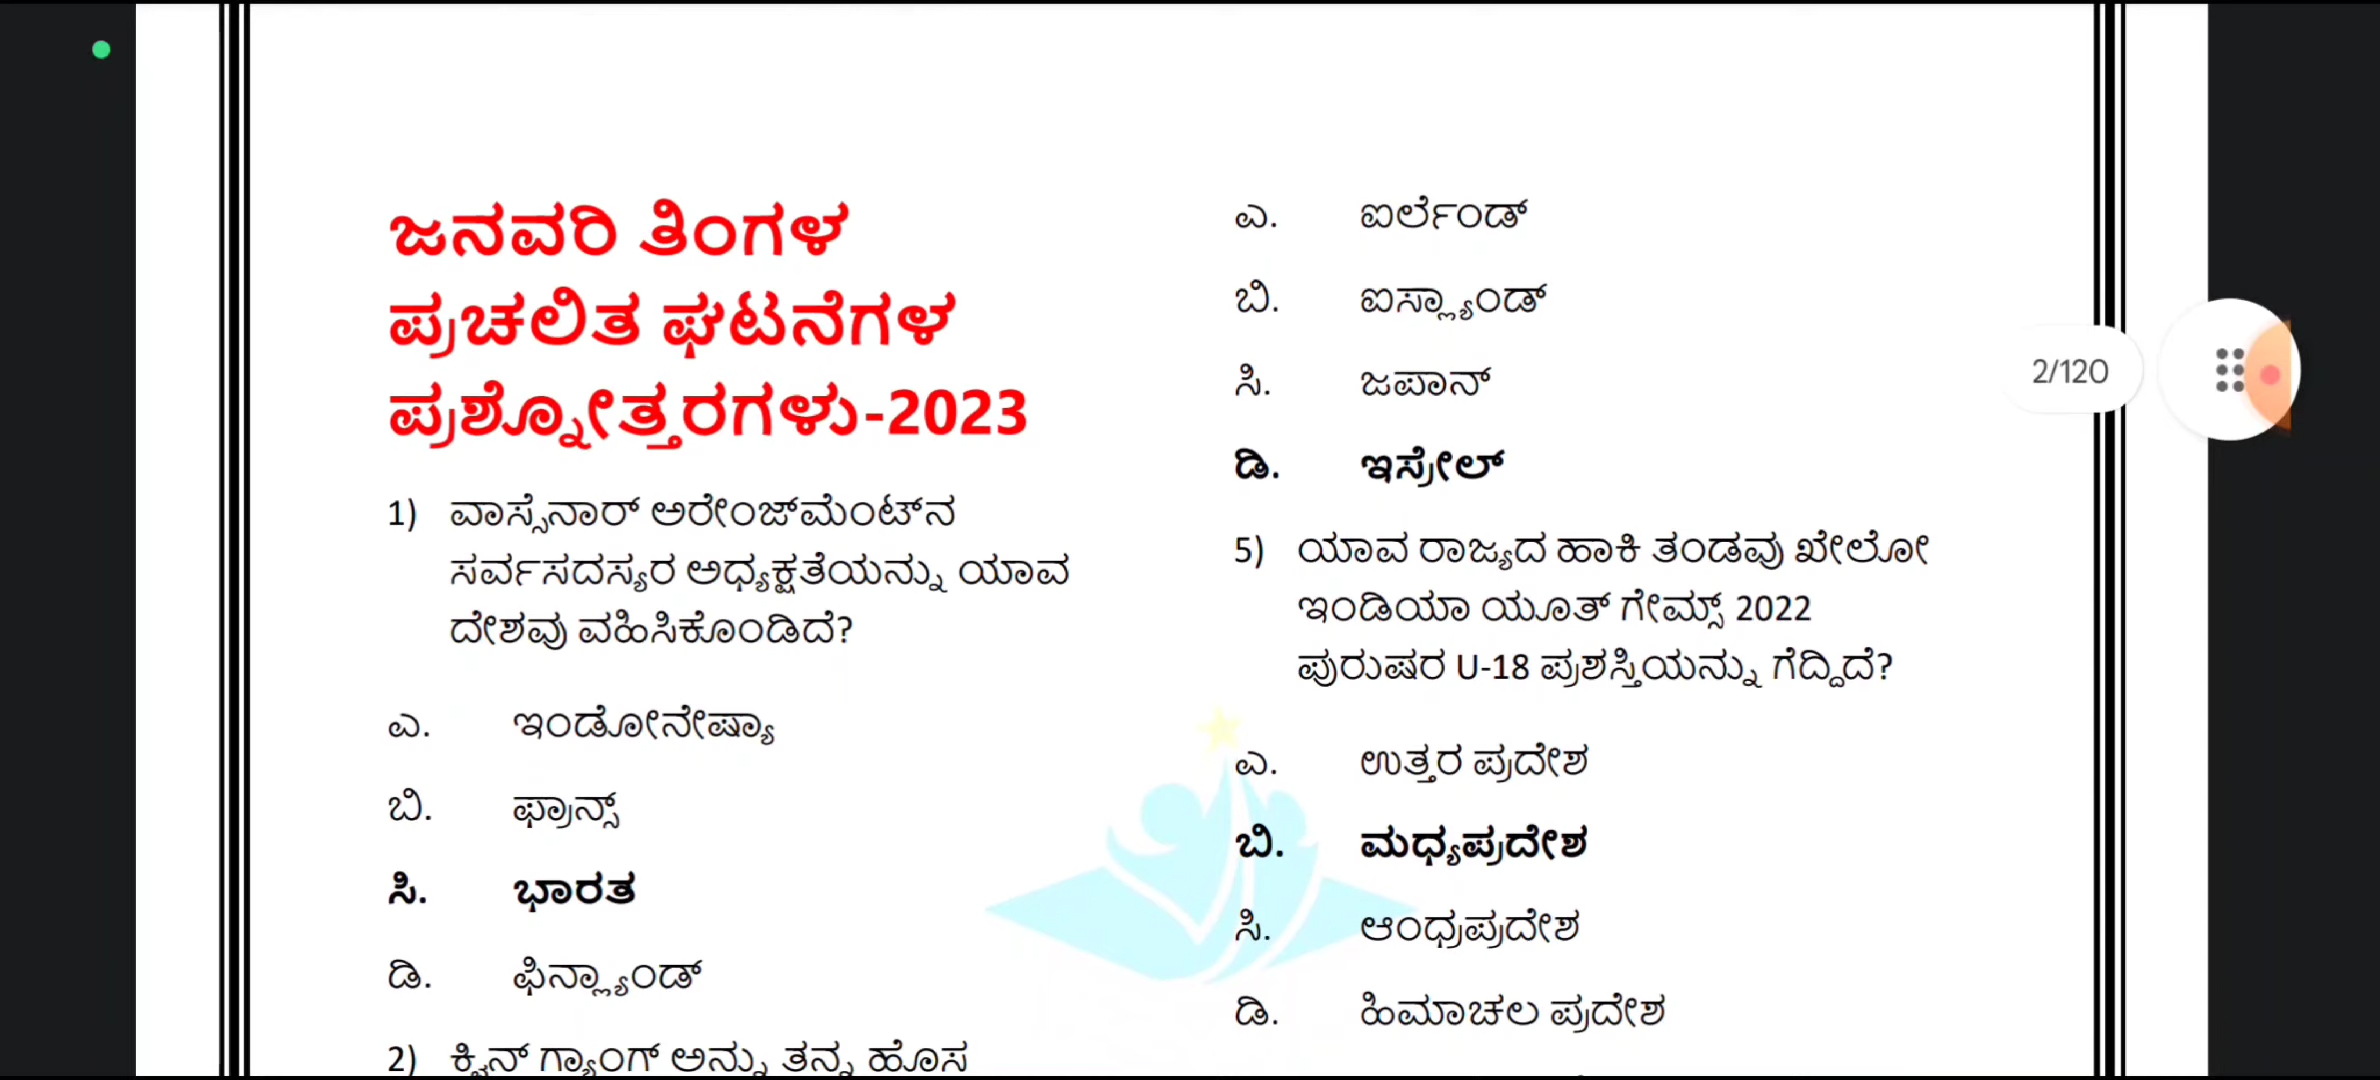 ಜನವರಿ ತಿಂಗಳ
ಪ್ರಚಲಿತ ಘಟನೆಗಳ
ಪ್ರಶ್ನೋತ್ತರಗಳು-2023
1) ವಾಸ್ಸೆನಾರ್ ಅರೇಂಜ್‌ಮೆಂಟ್‌ನ
ಸರ್ವಸದಸ್ಯರ ಅಧ್ಯಕ್ಷತೆಯನ್ನು ಯಾವ
ದೇಶವು ವಹಿಸಿಕೊಂಡಿದೆ?
ಎ. ಇಂಡೋನೇಷ್ಯಾ
ಬಿ. ಫ್ರಾನ್ಸ್
ಸಿ. ಭಾರತ
ಡಿ. ಫಿನ್ಲ್ಯಾಂಡ್
2) ಕ್ವಿನ್ ಗ್ಯಾಂಗ್ ಅನ್ನು ತನ್ನ ಹೊಸ
ಎ. ಐರ್ಲೆಂಡ್
ಬಿ. ಐಸ್ಲ್ಯಾಂಡ್
ಸಿ. ಜಪಾನ್
ಡಿ. ಇಸ್ರೇಲ್
5) ಯಾವ ರಾಜ್ಯದ ಹಾಕಿ ತಂಡವು ಖೇಲೋ
ಇಂಡಿಯಾ ಯೂತ್ ಗೇಮ್ಸ್ 2022
ಪುರುಷರ U-18 ಪ್ರಶಸ್ತಿಯನ್ನು ಗೆದ್ದಿದೆ?
ಎ. ಉತ್ತರ ಪ್ರದೇಶ
ಬಿ. ಮಧ್ಯಪ್ರದೇಶ
ಸಿ. ಆಂಧ್ರಪ್ರದೇಶ
ಡಿ. ಹಿಮಾಚಲ ಪ್ರದೇಶ
2/120